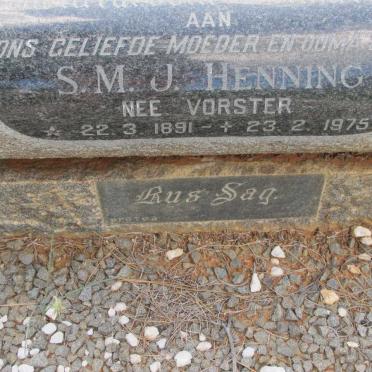 AAN
ONS GELIEFDE MOEDER EN OUMA
S.M. J. HENNING
NEE VORSTER
* 22 . 3 . 1891 - + 23 . 2 . 1975
Rus Sag.